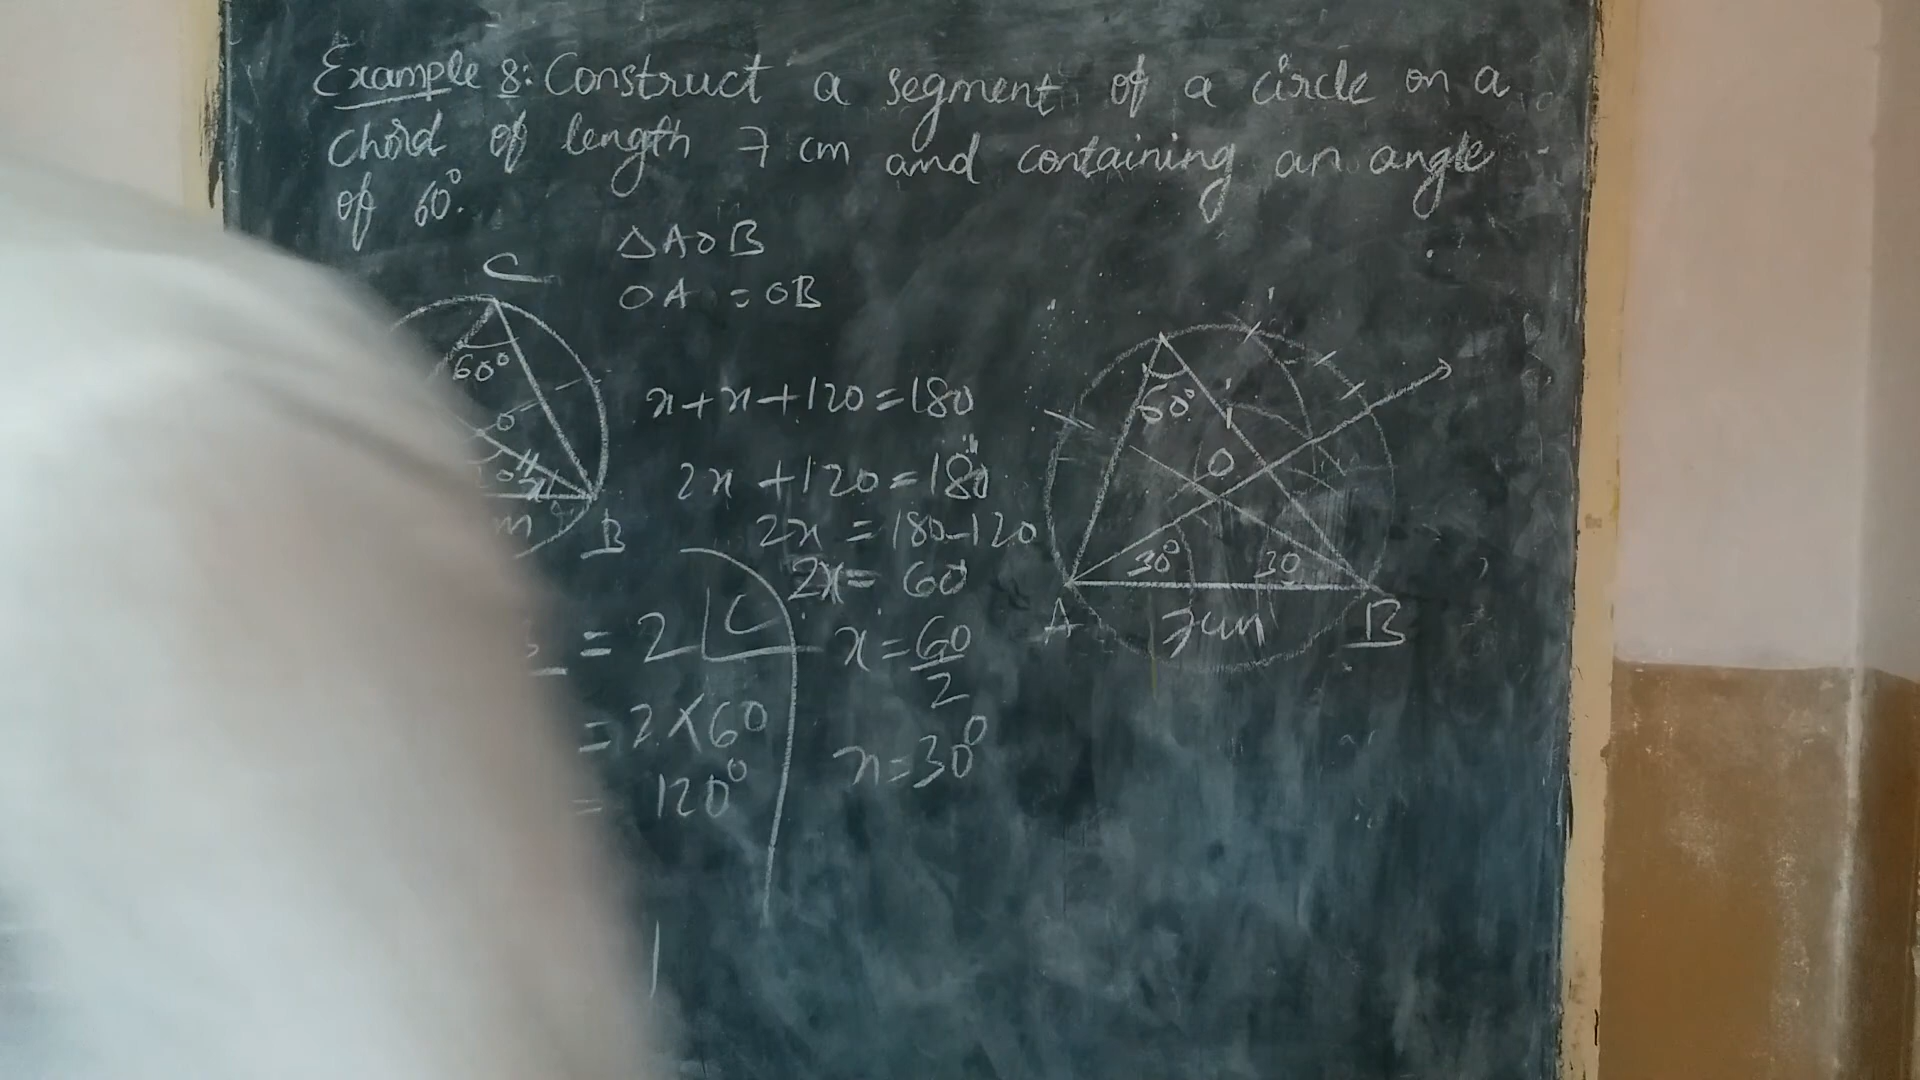 Example 8: Construct a segment of a circle on a
chord of length 7 cm and containing an angle
of 60°.
△AOB
OA = OB
C
60°
B
x+x+120=180
2x+120=180
2x=180-120
2x=60
x=60/2
x=30°
=2∠C
=2×60
=120°
60°
O
30°
30
A
7cm
B